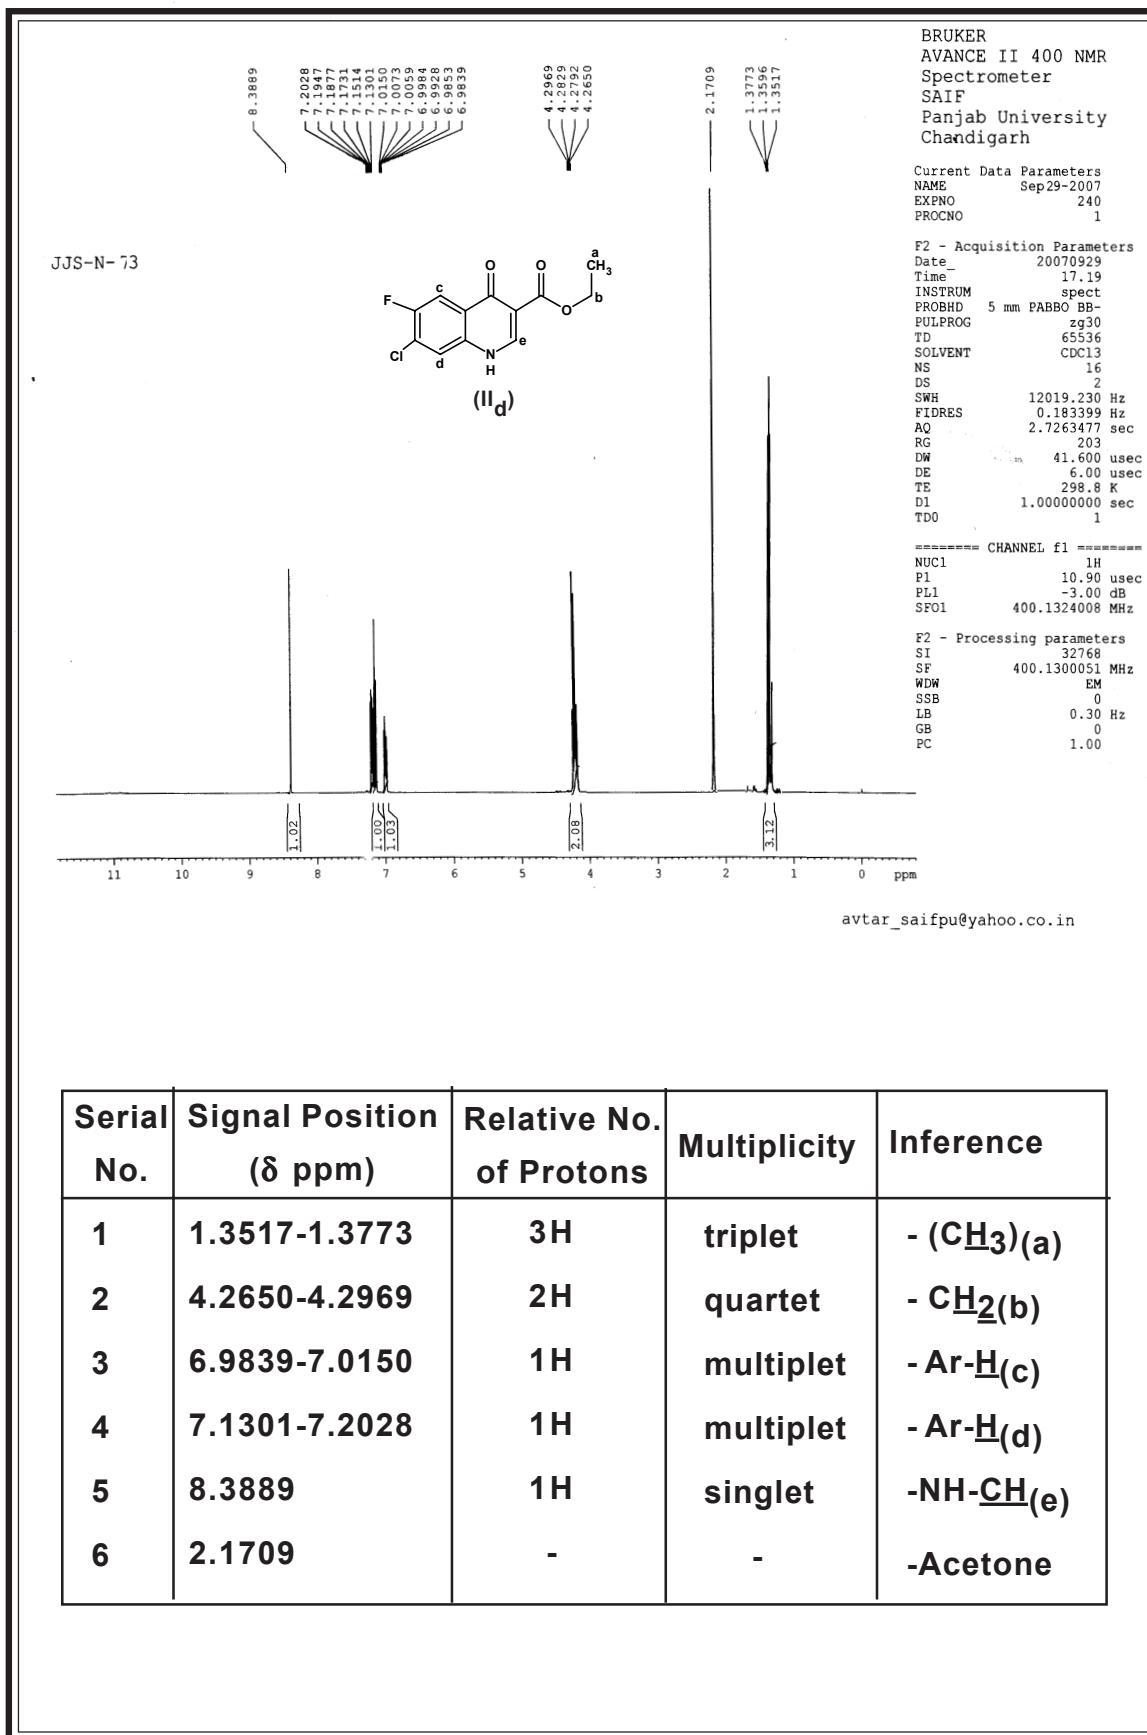 BRUKER
AVANCE II 400 NMR
Spectrometer
SAIF
Panjab University
Chandigarh
8.3889
7.2028
7.1947
7.1877
7.1731
7.1514
7.1301
7.0150
7.0073
7.0059
6.9984
6.9928
6.9853
6.9839
4.2969
4.2829
4.2792
4.2650
2.1709
1.3773
1.3596
1.3517
JJS-N-73
O
O
a
CH3
b
O
c
F
e
Cl
d
N
H
(IId)
Current Data Parameters
NAME Sep29-2007
EXPNO 240
PROCNO 1
F2 - Acquisition Parameters
Date_ 20070929
Time 17.19
INSTRUM spect
PROBHD 5 mm PABBO BB-
PULPROG zg30
TD 65536
SOLVENT CDCl3
NS 16
DS 2
SWH 12019.230 Hz
FIDRES 0.183399 Hz
AQ 2.7263477 sec
RG 203
DW 41.600 usec
DE 6.00 usec
TE 298.8 K
D1 1.00000000 sec
TD0 1
======== CHANNEL f1 ========
NUC1 1H
P1 10.90 usec
PL1 -3.00 dB
SFO1 400.1324008 MHz
F2 - Processing parameters
SI 32768
SF 400.1300051 MHz
WDW EM
SSB 0
LB 0.30 Hz
GB 0
PC 1.00
1.02
1.00
1.03
2.08
3.12
11 10 9 8 7 6 5 4 3 2 1 0 ppm
avtar_saifpu@yahoo.co.in
Serial No. Signal Position (δ ppm) Relative No. of Protons Multiplicity Inference
1 1.3517-1.3773 3H triplet - (CH3)(a)
2 4.2650-4.2969 2H quartet - CH2(b)
3 6.9839-7.0150 1H multiplet - Ar-H(c)
4 7.1301-7.2028 1H multiplet - Ar-H(d)
5 8.3889 1H singlet -NH-CH(e)
6 2.1709 - - -Acetone